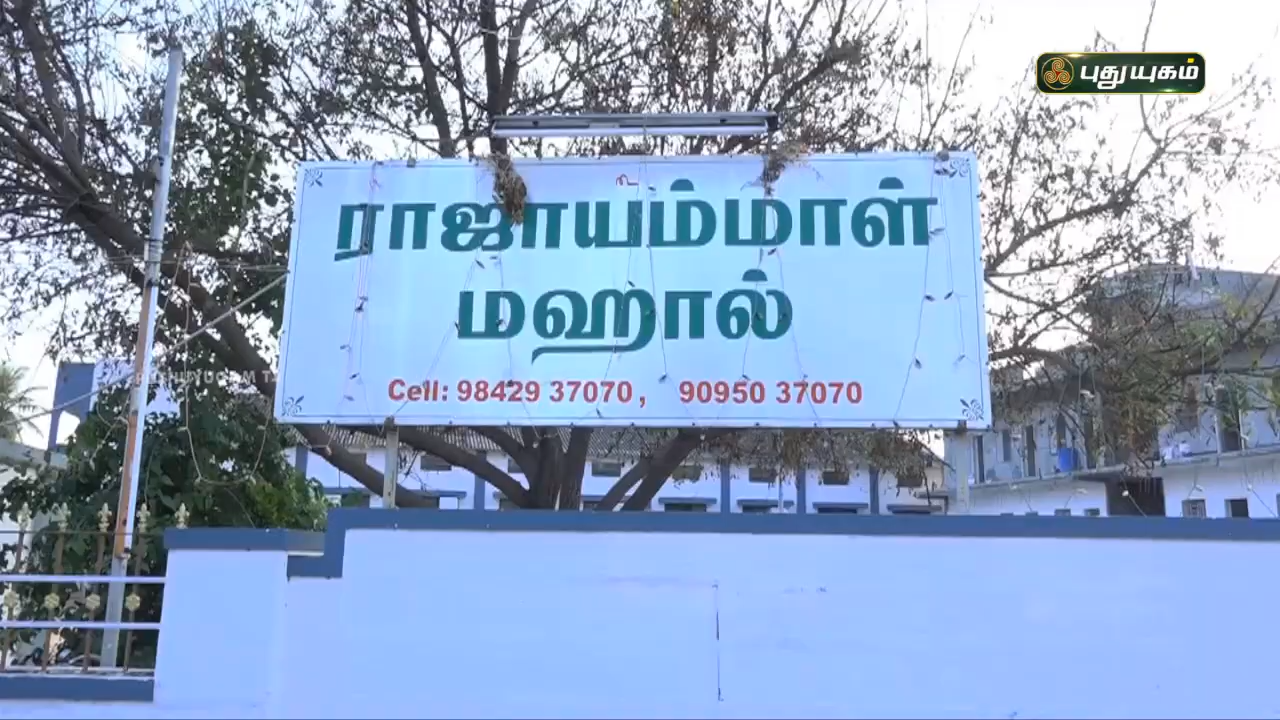 புதுயுகம்
உ
ராஜாயம்மாள்
மஹால்
Cell: 98429 37070, 90950 37070